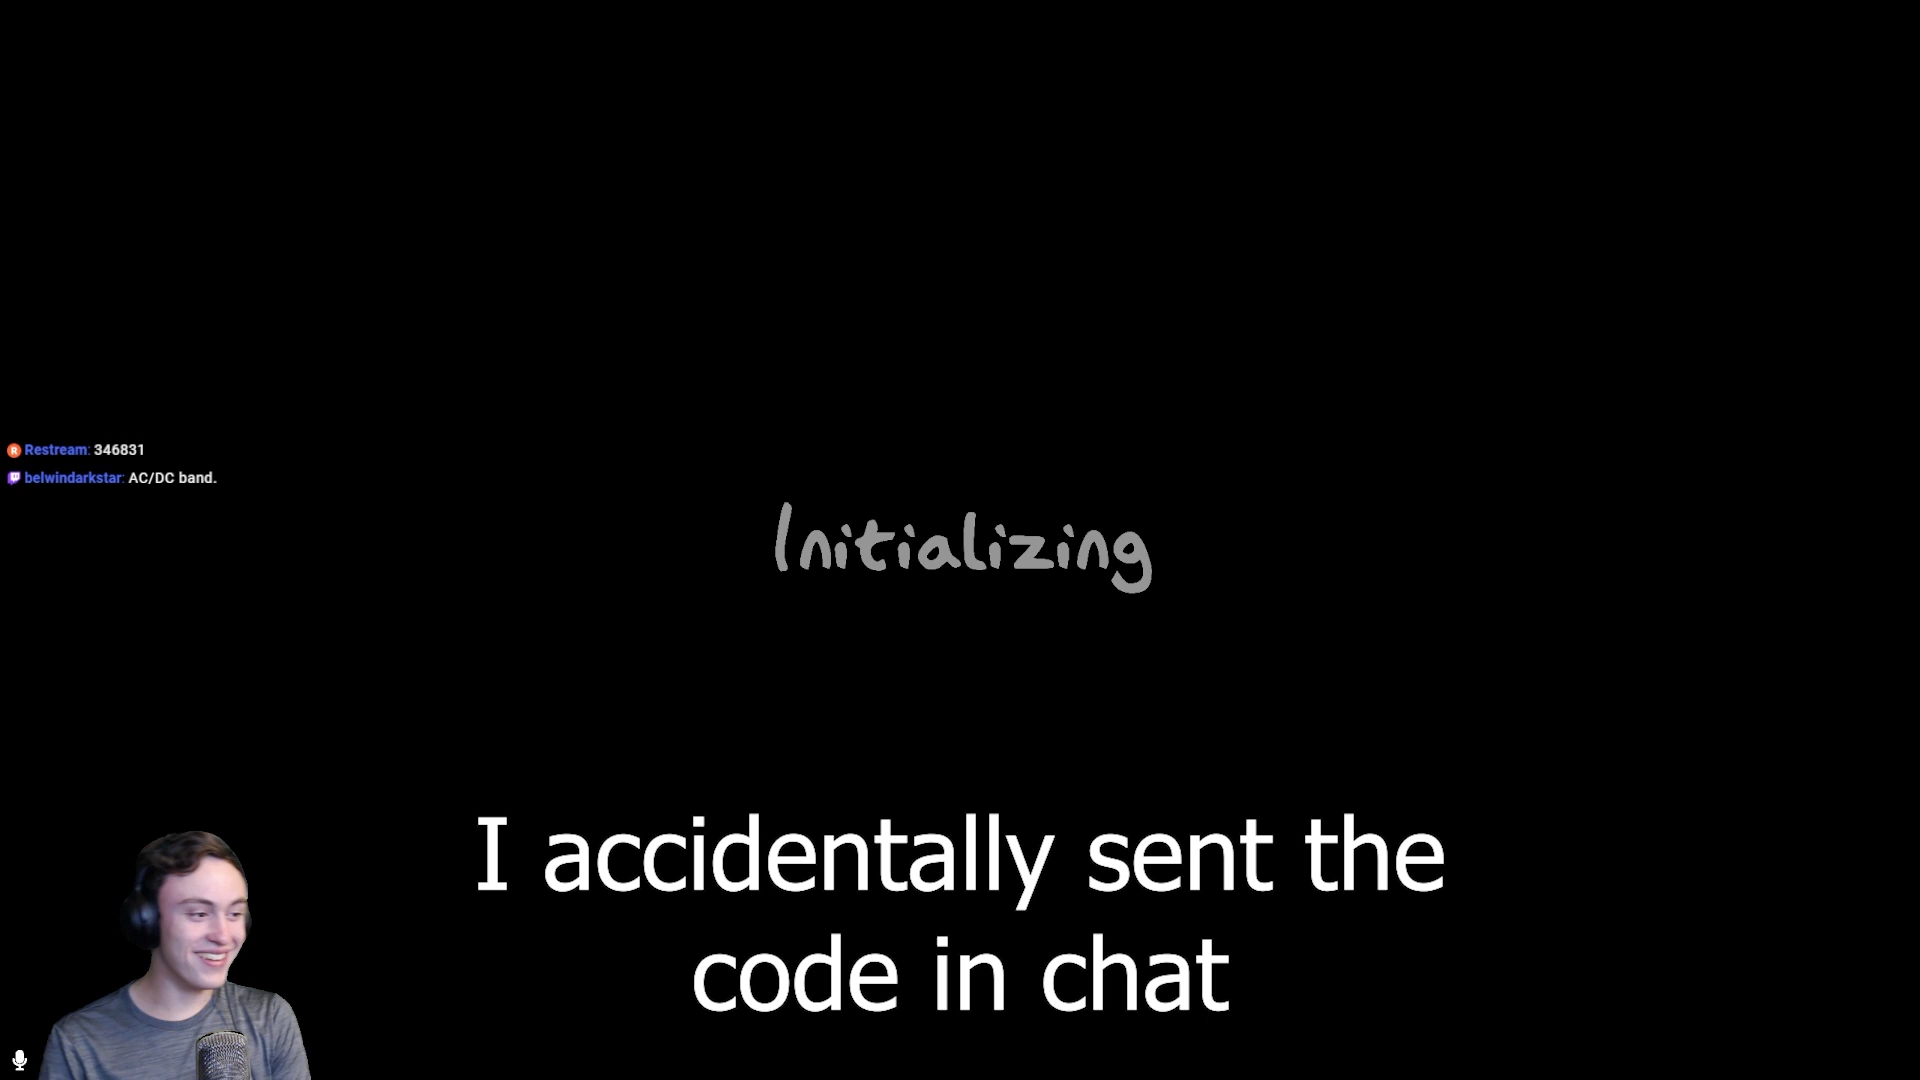 Restream: 346831
belwindarkstar: AC/DC band.
Initializing
I accidentally sent the
code in chat